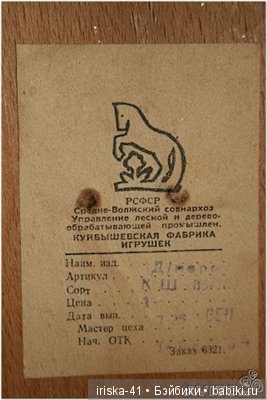 РСФСР
Средне-Волжский совнархоз
Управление лесной и дерево-
обрабатывающей промышлен.
КУЙБЫШЕВСКАЯ ФАБРИКА
ИГРУШЕК
Наим. изд.
Артикул
Сорт
Цена
Дата вып.
Мастер цеха
Нач. ОТК
Заказ 6321.
iriska-41 • Бэйбики • babiki.ru